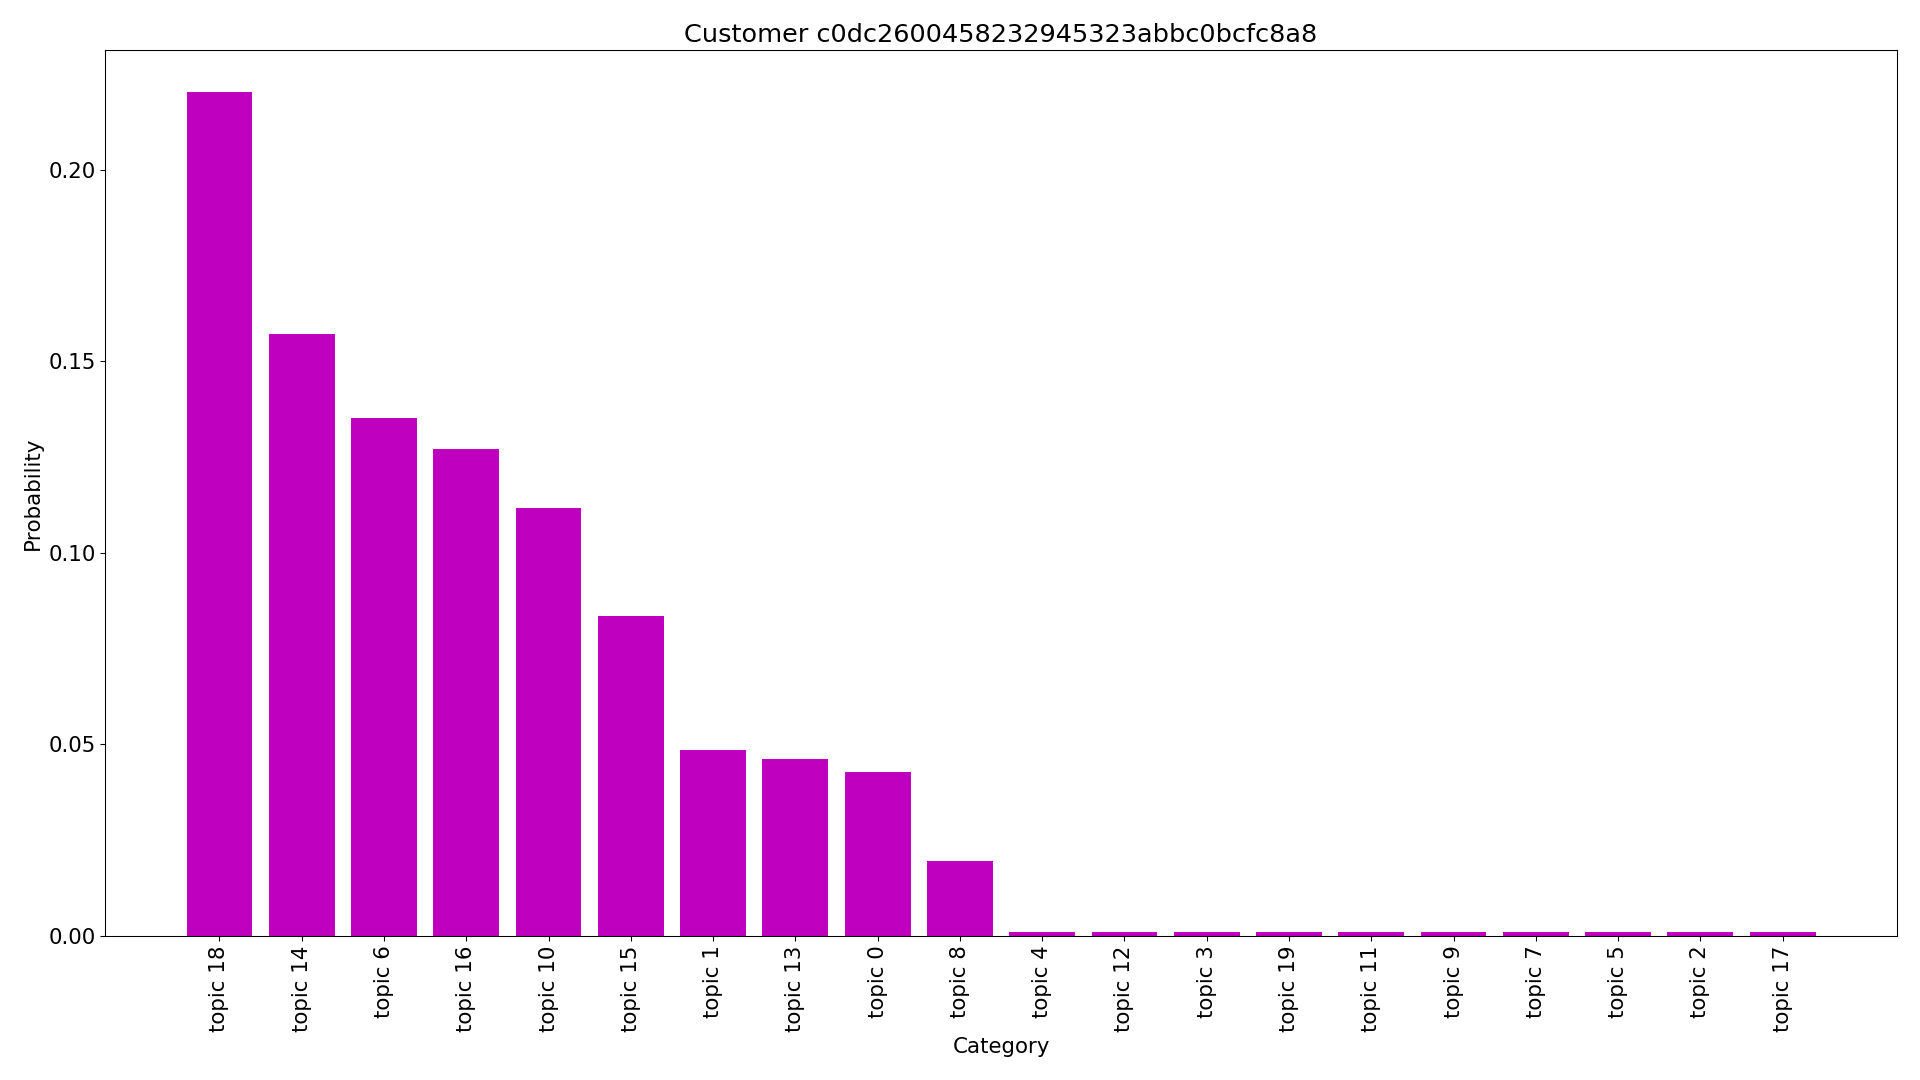 Customer c0dc2600458232945323abbc0bcfc8a8
Probability
0.20
0.15
0.10
0.05
0.00
topic 18
topic 14
topic 6
topic 16
topic 10
topic 15
topic 1
topic 13
topic 0
topic 8
topic 4
topic 12
topic 3
topic 19
topic 11
topic 9
topic 7
topic 5
topic 2
topic 17
Category